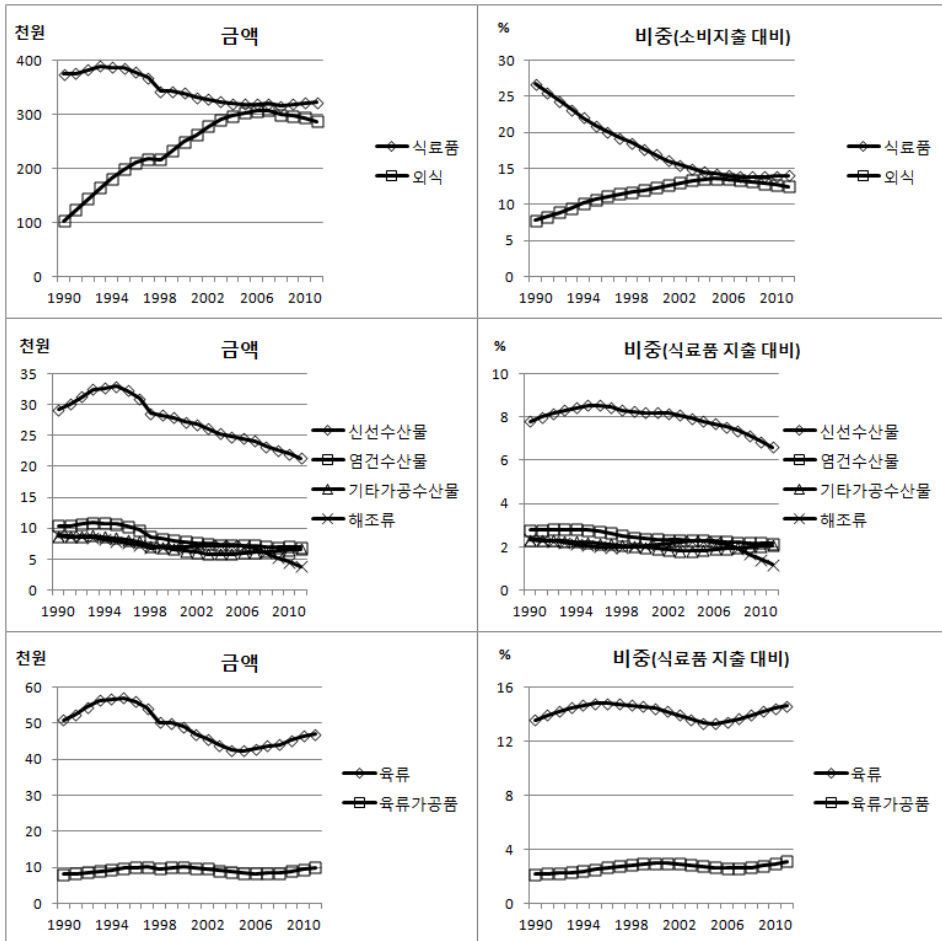 천원
금액
400
300
200
100
0
1990 1994 1998 2002 2006 2010
식료품
외식
%
비중(소비지출 대비)
30
25
20
15
10
5
0
1990 1994 1998 2002 2006 2010
식료품
외식
천원
금액
35
30
25
20
15
10
5
0
1990 1994 1998 2002 2006 2010
신선수산물
염건수산물
기타가공수산물
해조류
%
비중(식료품 지출 대비)
10
8
6
4
2
0
1990 1994 1998 2002 2006 2010
신선수산물
염건수산물
기타가공수산물
해조류
천원
금액
60
50
40
30
20
10
0
1990 1994 1998 2002 2006 2010
육류
육류가공품
%
비중(식료품 지출 대비)
16
12
8
4
0
1990 1994 1998 2002 2006 2010
육류
육류가공품